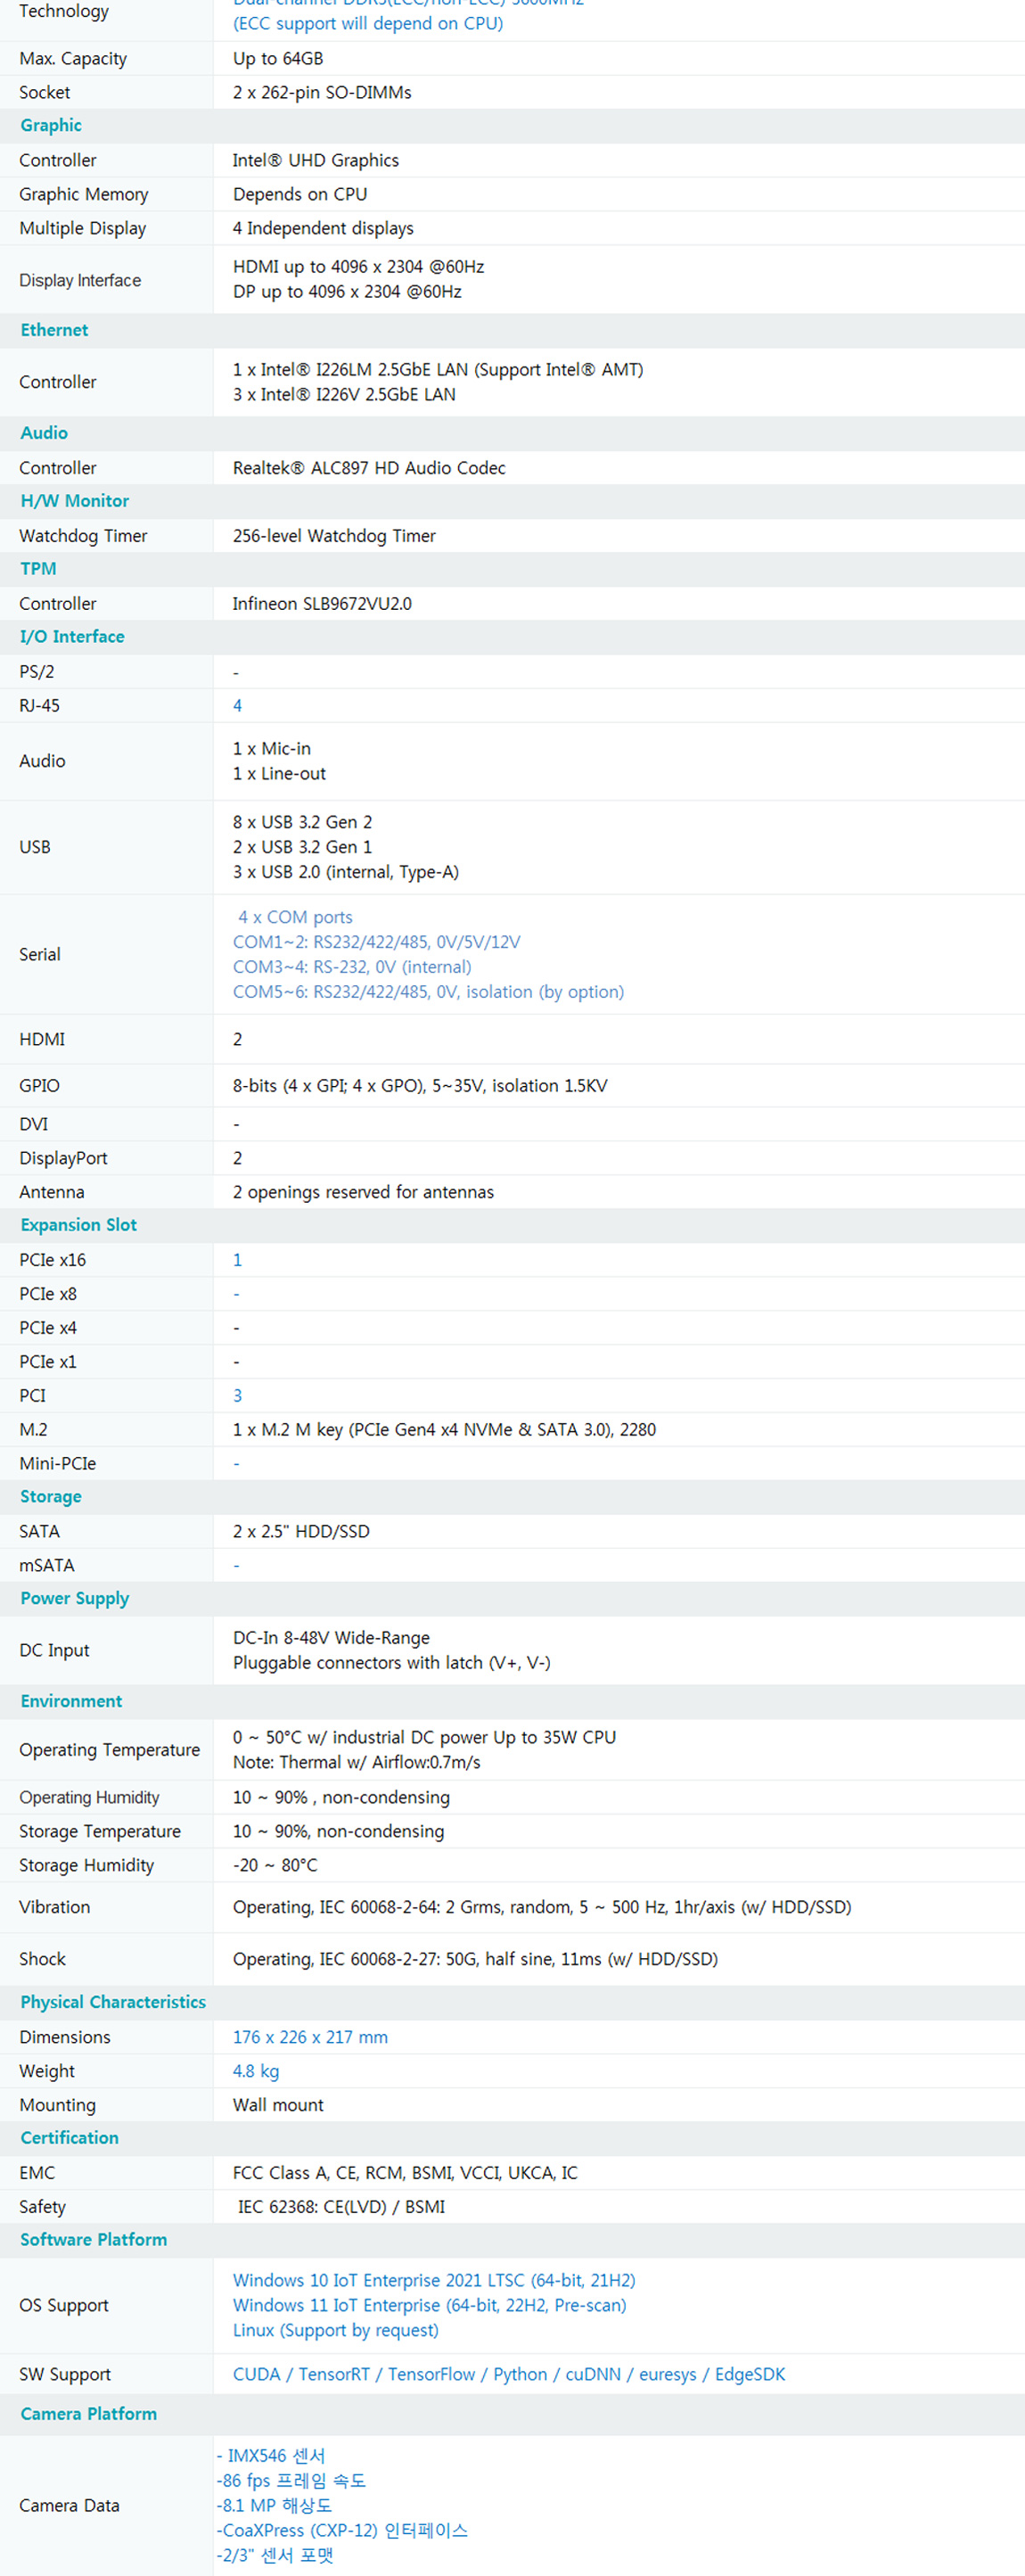 Technology
Dual-channel DDR5(ECC/non-ECC) 5600MHz
(ECC support will depend on CPU)
Max. Capacity Up to 64GB
Socket 2 x 262-pin SO-DIMMs
Graphic
Controller Intel® UHD Graphics
Graphic Memory Depends on CPU
Multiple Display 4 Independent displays
Display Interface
HDMI up to 4096 x 2304 @60Hz
DP up to 4096 x 2304 @60Hz
Ethernet
Controller
1 x Intel® I226LM 2.5GbE LAN (Support Intel® AMT)
3 x Intel® I226V 2.5GbE LAN
Audio
Controller Realtek® ALC897 HD Audio Codec
H/W Monitor
Watchdog Timer 256-level Watchdog Timer
TPM
Controller Infineon SLB9672VU2.0
I/O Interface
PS/2 -
RJ-45 4
Audio
1 x Mic-in
1 x Line-out
USB
8 x USB 3.2 Gen 2
2 x USB 3.2 Gen 1
3 x USB 2.0 (internal, Type-A)
Serial
4 x COM ports
COM1~2: RS232/422/485, 0V/5V/12V
COM3~4: RS-232, 0V (internal)
COM5~6: RS232/422/485, 0V, isolation (by option)
HDMI 2
GPIO 8-bits (4 x GPI; 4 x GPO), 5~35V, isolation 1.5KV
DVI -
DisplayPort 2
Antenna 2 openings reserved for antennas
Expansion Slot
PCIe x16 1
PCIe x8 -
PCIe x4 -
PCIe x1 -
PCI 3
M.2 1 x M.2 M key (PCIe Gen4 x4 NVMe & SATA 3.0), 2280
Mini-PCIe -
Storage
SATA 2 x 2.5" HDD/SSD
mSATA -
Power Supply
DC Input
DC-In 8-48V Wide-Range
Pluggable connectors with latch (V+, V-)
Environment
Operating Temperature
0 ~ 50°C w/ industrial DC power Up to 35W CPU
Note: Thermal w/ Airflow:0.7m/s
Operating Humidity 10 ~ 90% , non-condensing
Storage Temperature 10 ~ 90%, non-condensing
Storage Humidity -20 ~ 80°C
Vibration Operating, IEC 60068-2-64: 2 Grms, random, 5 ~ 500 Hz, 1hr/axis (w/ HDD/SSD)
Shock Operating, IEC 60068-2-27: 50G, half sine, 11ms (w/ HDD/SSD)
Physical Characteristics
Dimensions 176 x 226 x 217 mm
Weight 4.8 kg
Mounting Wall mount
Certification
EMC FCC Class A, CE, RCM, BSMI, VCCI, UKCA, IC
Safety IEC 62368: CE(LVD) / BSMI
Software Platform
OS Support
Windows 10 IoT Enterprise 2021 LTSC (64-bit, 21H2)
Windows 11 IoT Enterprise (64-bit, 22H2, Pre-scan)
Linux (Support by request)
SW Support CUDA / TensorRT / TensorFlow / Python / cuDNN / euresys / EdgeSDK
Camera Platform
Camera Data
- IMX546 센서
-86 fps 프레임 속도
-8.1 MP 해상도
-CoaXPress (CXP-12) 인터페이스
-2/3" 센서 포맷